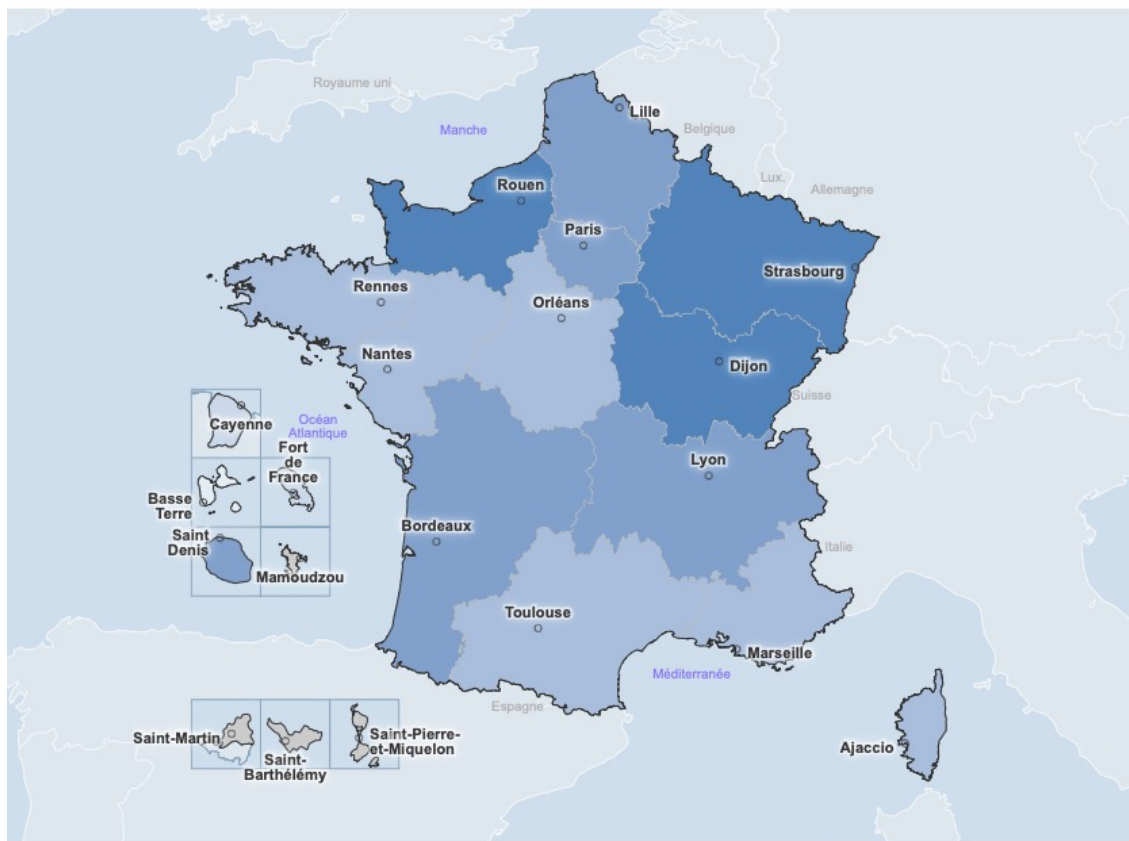 Royaume uni
Lille
Manche
Belgique
Lux.
Allemagne
Rouen
Paris
Strasbourg
Rennes
Orléans
Nantes
Dijon
Suisse
Cayenne
Océan
Atlantique
Fort
de
France
Lyon
Basse
Terre
Saint
Denis
Bordeaux
Italie
Mamoudzou
Toulouse
Marseille
Méditerranée
Espagne
Saint-Martin
Saint-
Barthélémy
Saint-Pierre-
et-Miquelon
Ajaccio